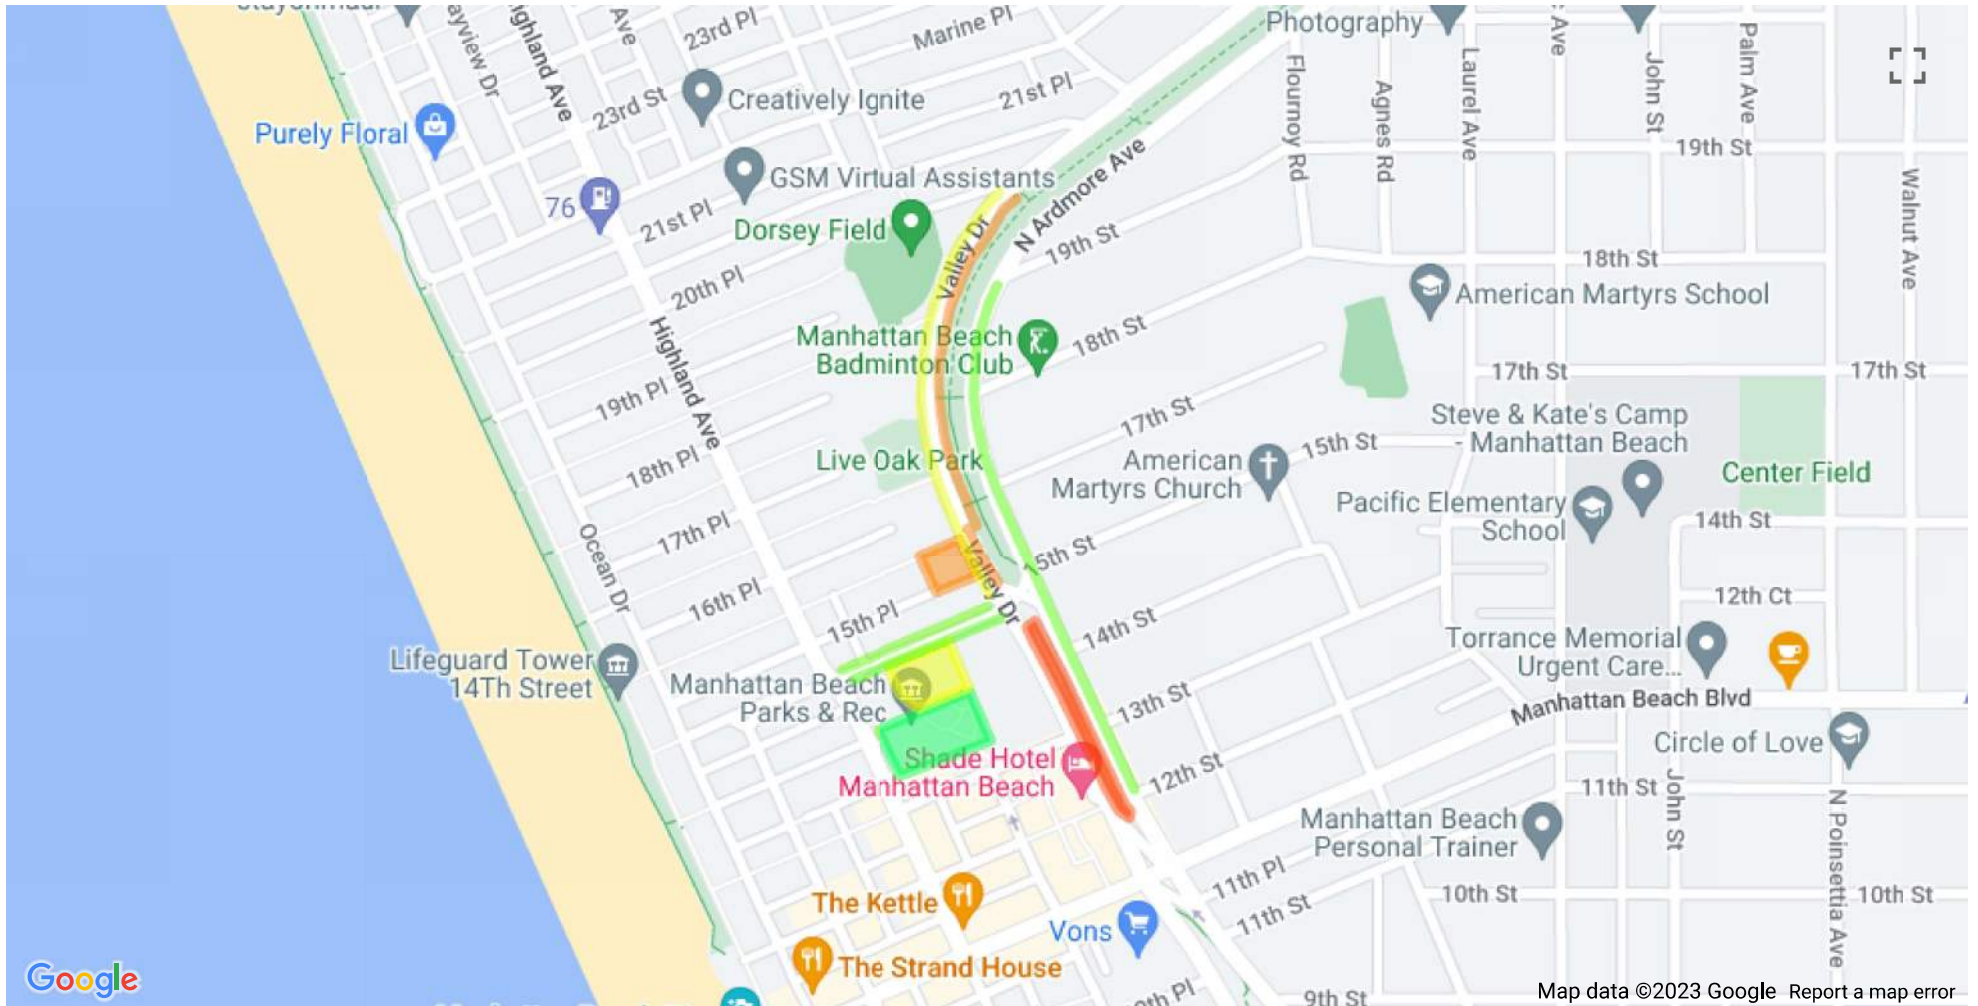 23rd Pl
Marine Pl
Photography
Highland Ave
Ave
Ave
Palm Ave
John St
Laurel Ave
Agnes Rd
Flournoy Rd
23rd St
Creatively Ignite
21st Pl
Purely Floral
19th St
N Ardmore Ave
Walnut Ave
GSM Virtual Assistants
76
21st Pl
Dorsey Field
Valley Dr
19th St
18th St
20th Pl
American Martyrs School
Manhattan Beach
Badminton Club
18th St
Highland Ave
17th St
17th St
19th Pl
17th St
Steve & Kate's Camp
- Manhattan Beach
15th St
Live Oak Park
18th Pl
American
Martyrs Church
Center Field
Pacific Elementary
School
14th St
17th Pl
Ocean Dr
15th St
Valley Dr
16th Pl
12th Ct
15th Pl
14th St
Torrance Memorial
Urgent Care...
Lifeguard Tower
14Th Street
Manhattan Beach
Parks & Rec
13th St
Manhattan Beach Blvd
Circle of Love
Shade Hotel
Manhattan Beach
12th St
11th St
John St
N Poinsettia Ave
Manhattan Beach
Personal Trainer
11th Pl
The Kettle
10th St
10th St
11th St
Vons
The Strand House
Google
9th St
Map data ©2023 Google
Report a map error